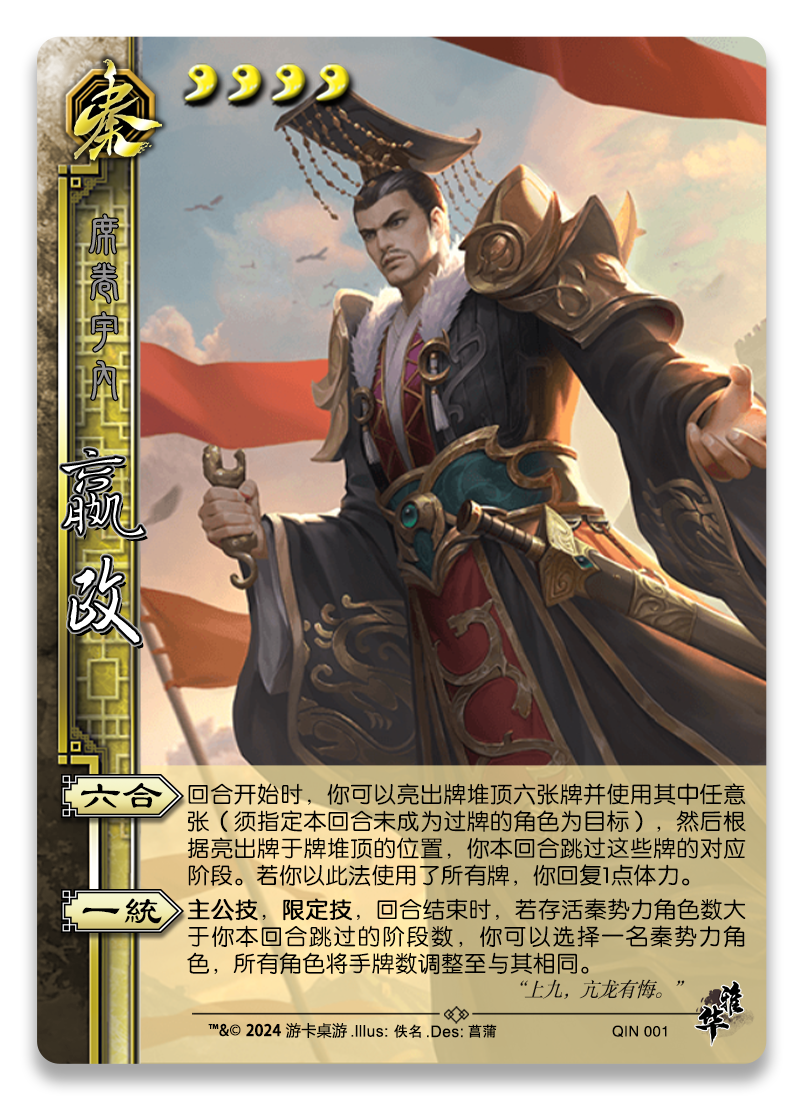 秦
席卷宇内
嬴政
六合
回合开始时，你可以亮出牌堆顶六张牌并使用其中任意
张（须指定本回合未成为过牌的角色为目标），然后根
据亮出牌于牌堆顶的位置，你本回合跳过这些牌的对应
阶段。若你以此法使用了所有牌，你回复1点体力。
一統
主公技，限定技，回合结束时，若存活秦势力角色数大
于你本回合跳过的阶段数，你可以选择一名秦势力角
色，所有角色将手牌数调整至与其相同。
“上九，亢龙有悔。”
™&© 2024 游卡桌游.Illus: 佚名.Des: 菖蒲
QIN 001
雅华